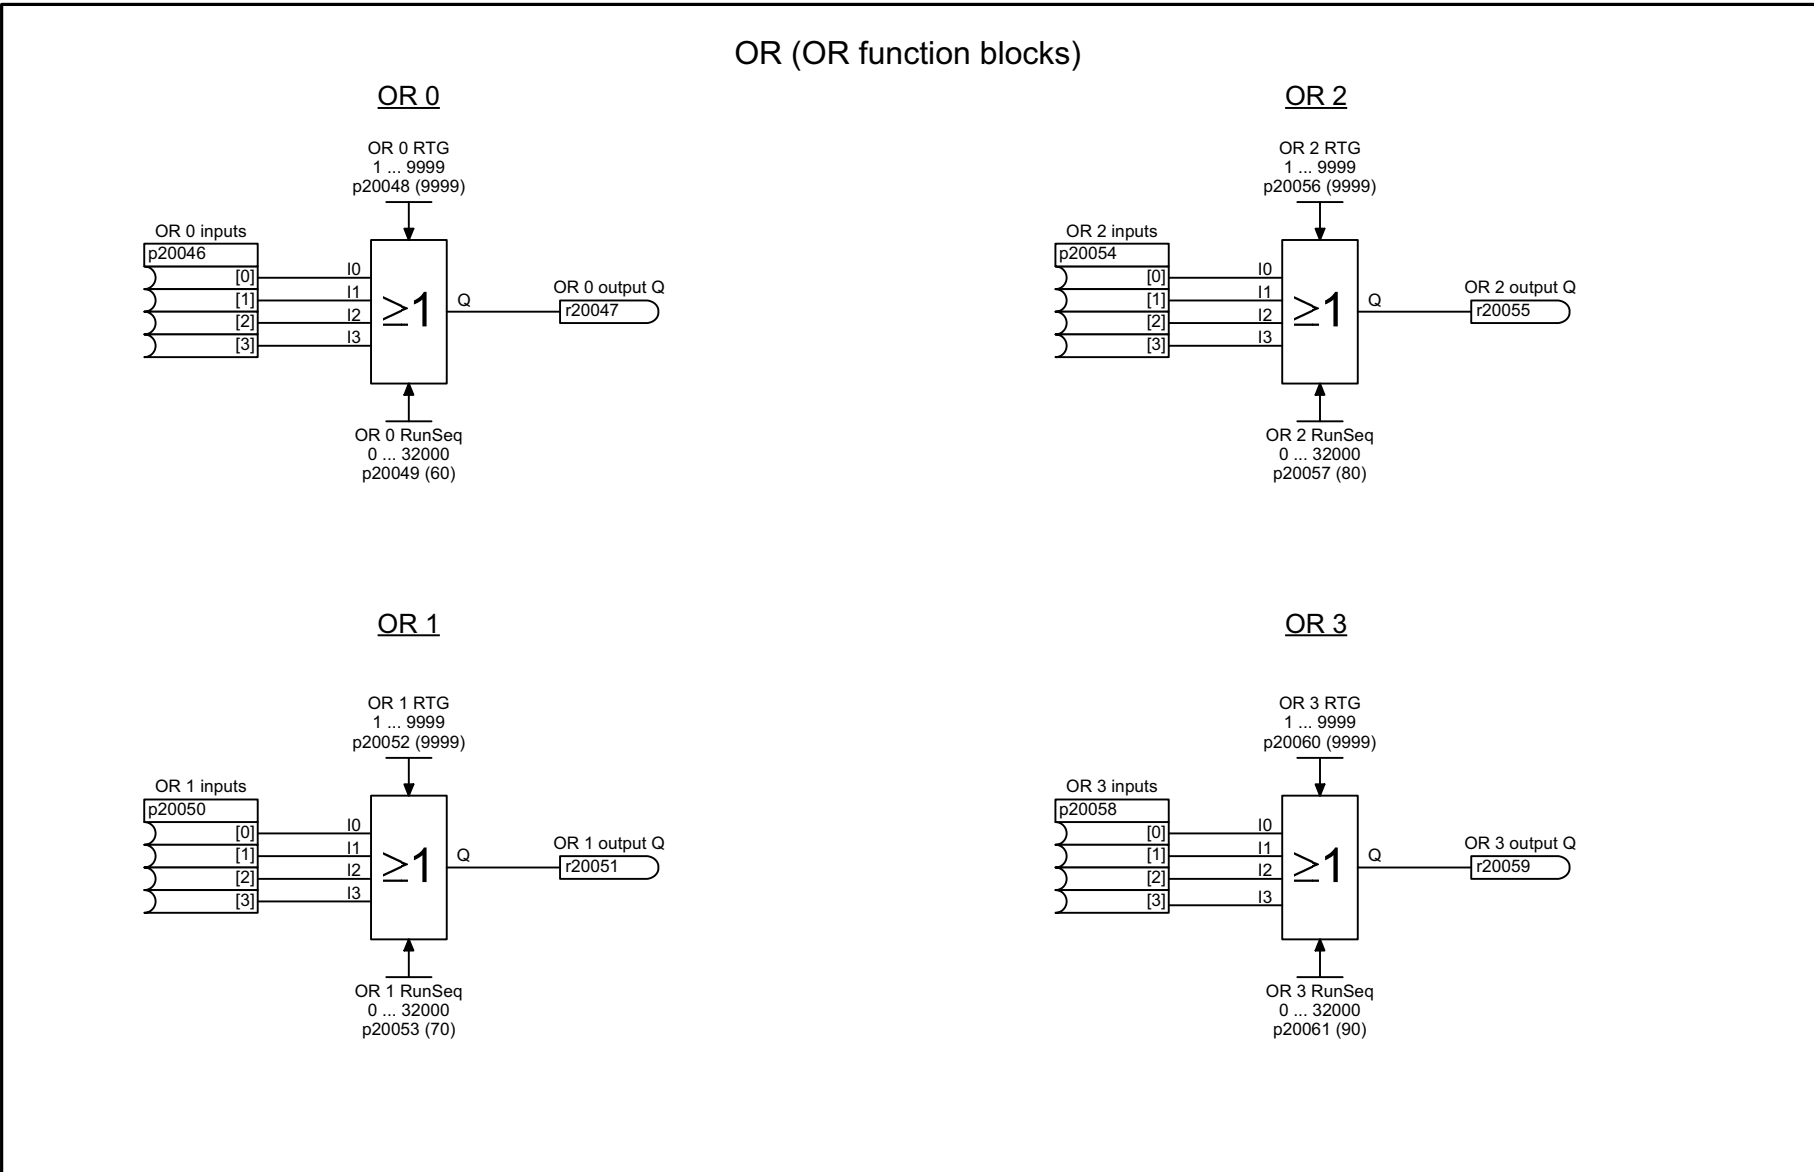 OR (OR function blocks)
OR 0
OR 0 RTG
1 ... 9999
p20048 (9999)
OR 0 inputs
p20046
[0]
[1]
[2]
[3]
I0
I1
I2
I3
≥1
Q
OR 0 output Q
r20047
OR 0 RunSeq
0 ... 32000
p20049 (60)
OR 2
OR 2 RTG
1 ... 9999
p20056 (9999)
OR 2 inputs
p20054
[0]
[1]
[2]
[3]
I0
I1
I2
I3
≥1
Q
OR 2 output Q
r20055
OR 2 RunSeq
0 ... 32000
p20057 (80)
OR 1
OR 1 RTG
1 ... 9999
p20052 (9999)
OR 1 inputs
p20050
[0]
[1]
[2]
[3]
I0
I1
I2
I3
≥1
Q
OR 1 output Q
r20051
OR 1 RunSeq
0 ... 32000
p20053 (70)
OR 3
OR 3 RTG
1 ... 9999
p20060 (9999)
OR 3 inputs
p20058
[0]
[1]
[2]
[3]
I0
I1
I2
I3
≥1
Q
OR 3 output Q
r20059
OR 3 RunSeq
0 ... 32000
p20061 (90)